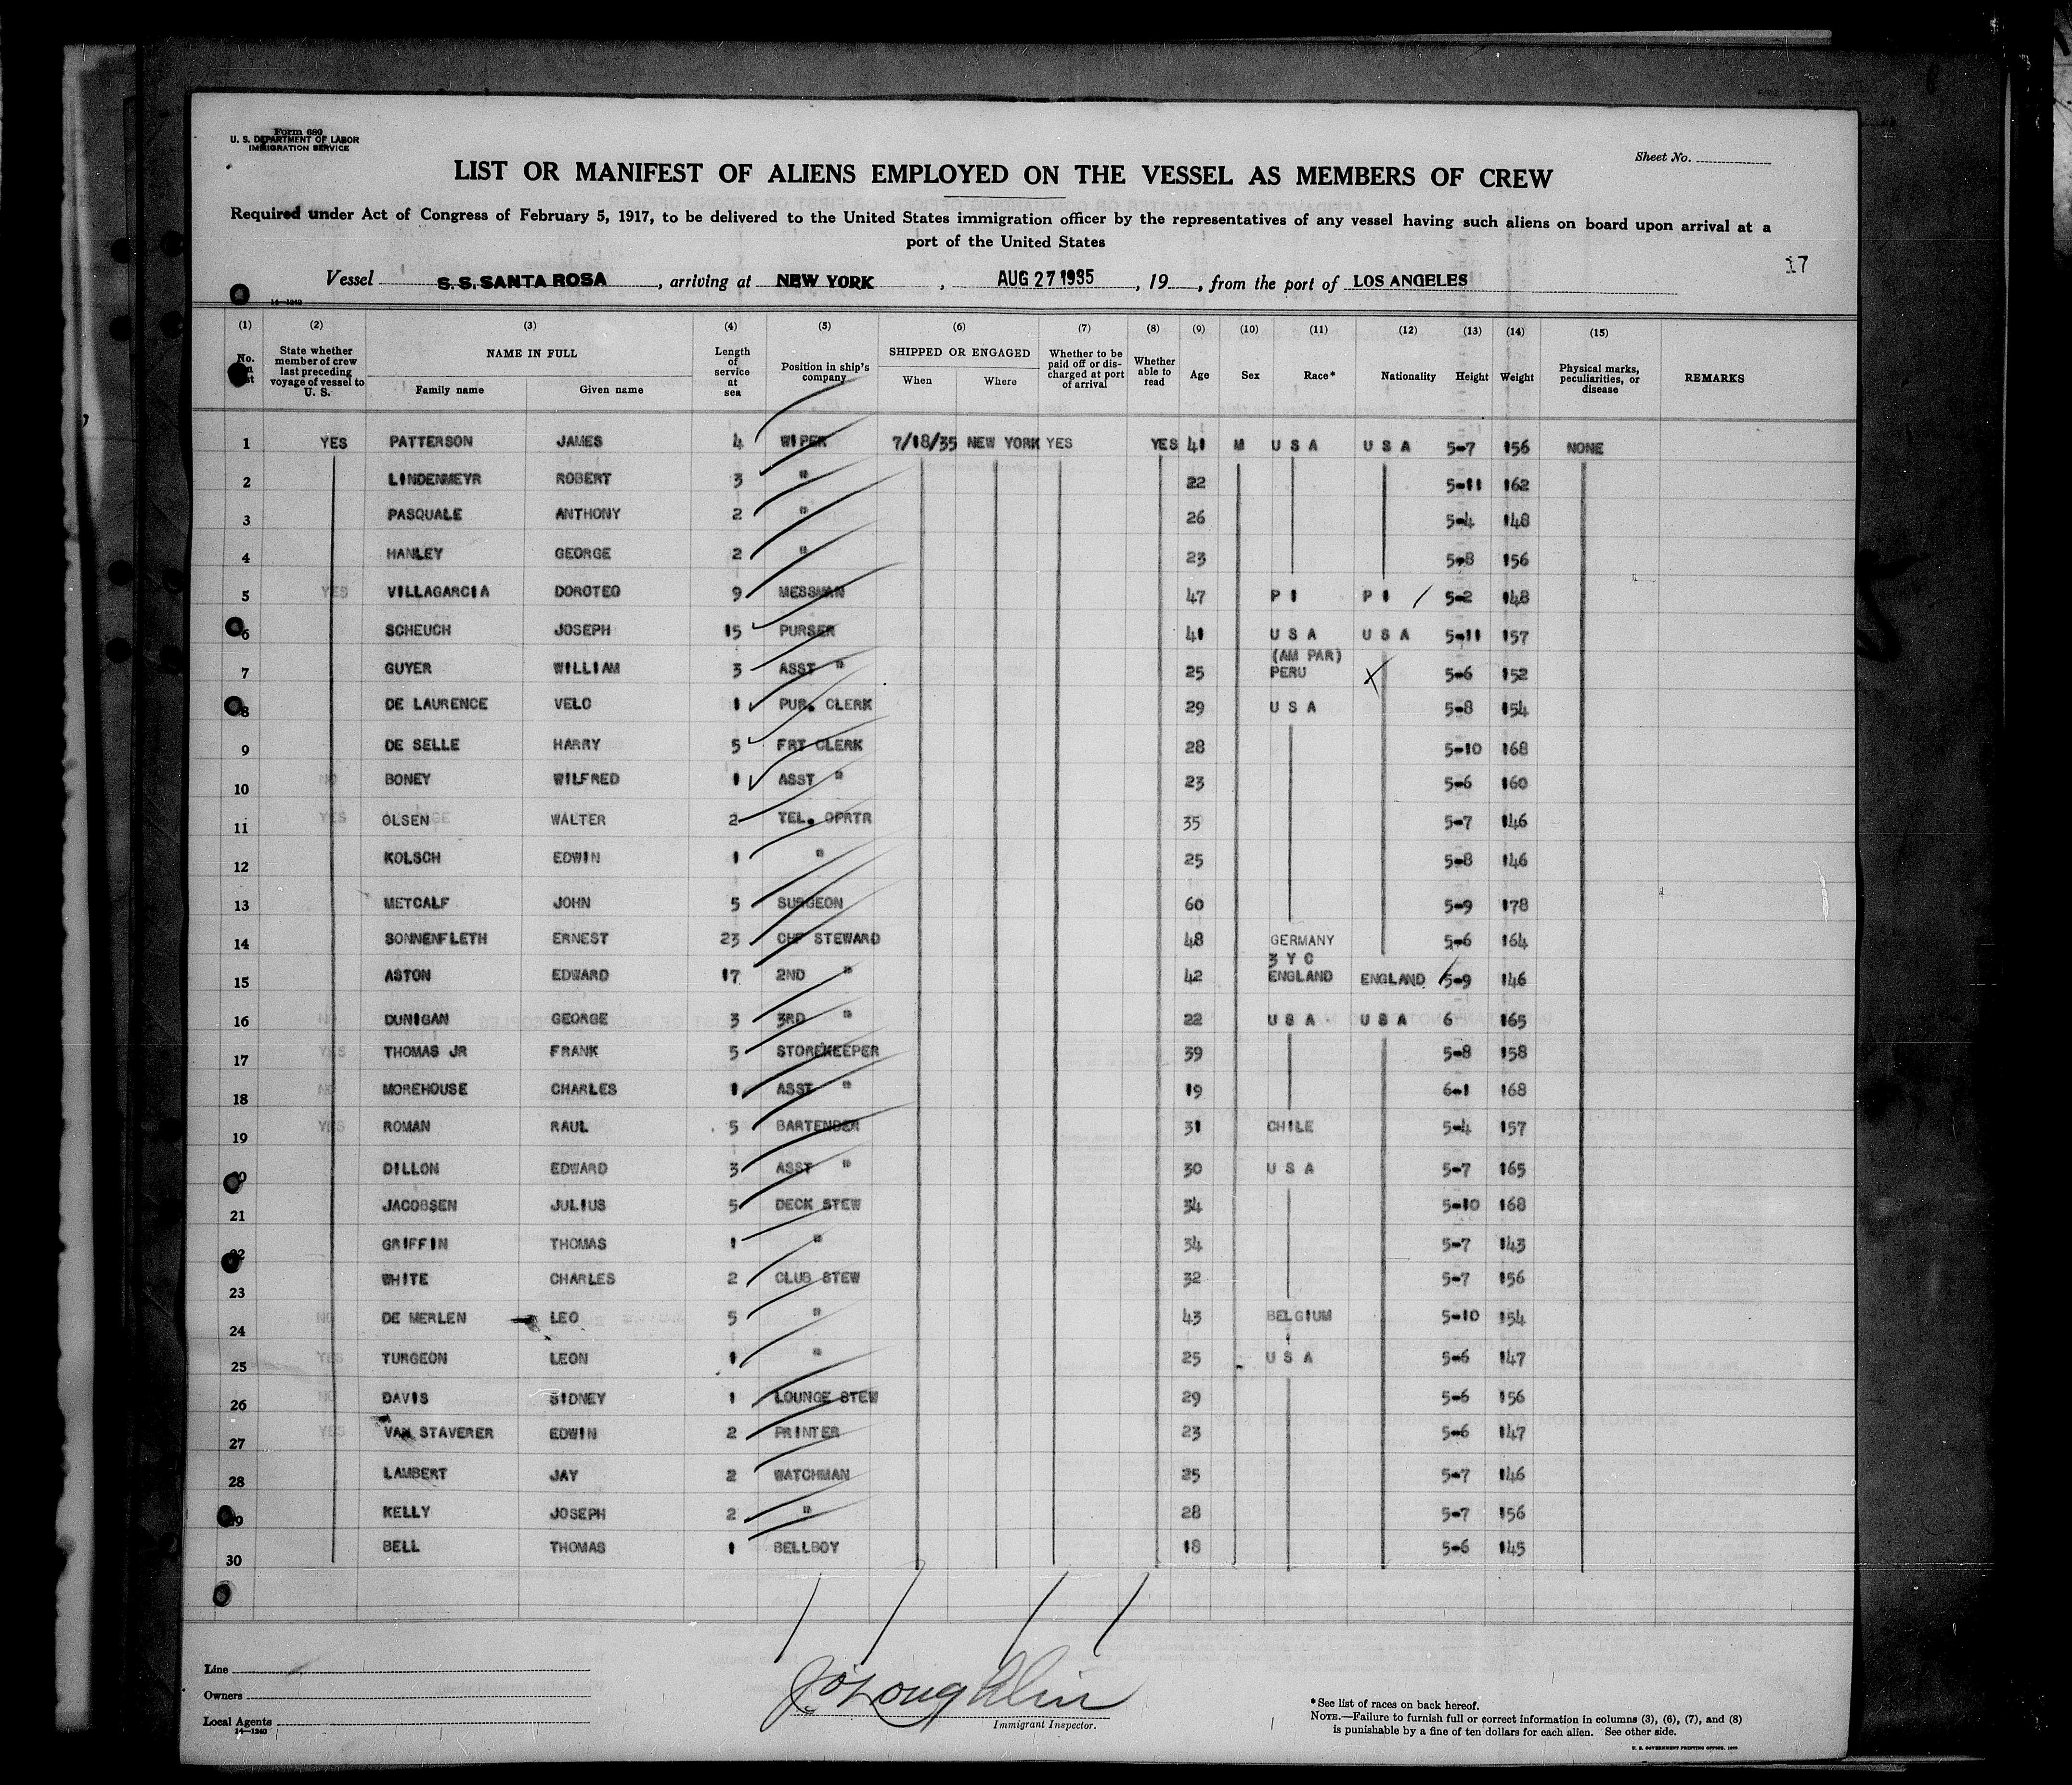 Form 680
U. S. DEPARTMENT OF LABOR
IMMIGRATION SERVICE
Sheet No.
LIST OR MANIFEST OF ALIENS EMPLOYED ON THE VESSEL AS MEMBERS OF CREW
Required under Act of Congress of February 5, 1917, to be delivered to the United States immigration officer by the representatives of any vessel having such aliens on board upon arrival at a
port of the United States
17
Vessel S. S. SANTA ROSA , arriving at NEW YORK , AUG 27 1935 , 19 , from the port of LOS ANGELES
14—1240
(1) (2) (3) (4) (5) (6) (7) (8) (9) (10) (11) (12) (13) (14) (15)
No. State whether member of crew last preceding voyage of vessel to U. S. NAME IN FULL Family name Given name Length of service at sea Position in ship's company SHIPPED OR ENGAGED When Where Whether to be paid off or discharged at port of arrival Whether able to read Age Sex Race* Nationality Height Weight Physical marks, peculiarities, or disease REMARKS
1 YES PATTERSON JAMES 4 WIPER 7/18/35 NEW YORK YES YES 41 M U S A U S A 5-7 156 NONE
2 LINDENMEYR ROBERT 3 " 22 5-11 162
3 PASQUALE ANTHONY 2 " 26 5-4 148
4 HANLEY GEORGE 2 " 23 5-8 156
5 YES VILLAGARCIA DOROTEO 9 MESSMAN 47 P I P I 5-2 148
6 SCHEUCH JOSEPH 15 PURSER 41 U S A U S A 5-11 157
(AM PAR)
7 GUYER WILLIAM 3 ASST " 25 PERU X 5-6 152
8 DE LAURENCE VELO 1 PUR. CLERK 29 U S A 5-8 154
9 DE SELLE HARRY 5 FRT CLERK 28 5-10 168
10 NO BONEY WILFRED 1 ASST " 23 5-6 160
11 YES OLSEN WALTER 2 TEL. OPRTR 35 5-7 146
12 KOLSCH EDWIN 1 " 25 5-8 146
13 METCALF JOHN 5 SURGEON 60 5-9 178
14 SONNENFLETH ERNEST 23 CHF STEWARD 48 GERMANY 5-6 164
3 Y C
15 ASTON EDWARD 17 2ND " 42 ENGLAND ENGLAND 5-9 146
16 NO DUNIGAN GEORGE 3 3RD " 22 U S A U S A 6 165
17 YES THOMAS JR FRANK 5 STOREKEEPER 39 5-8 158
18 NO MOREHOUSE CHARLES 1 ASST " 19 6-1 168
19 YES ROMAN RAUL 5 BARTENDER 31 CHILE 5-4 157
20 DILLON EDWARD 3 ASST " 30 U S A 5-7 165
21 JACOBSEN JULIUS 5 DECK STEW 34 5-10 168
22 GRIFFIN THOMAS 1 " 34 5-7 143
23 WHITE CHARLES 2 CLUB STEW 32 5-7 156
24 NO DE MERLEN LEO 5 " 43 BELGIUM 5-10 154
25 YES TURGEON LEON 1 " 25 U S A 5-6 147
26 NO DAVIS SIDNEY 1 LOUNGE STEW 29 5-6 156
27 YES VAN STAVERER EDWIN 2 PRINTER 23 5-6 147
28 LAMBERT JAY 2 WATCHMAN 25 5-7 146
29 KELLY JOSEPH 2 " 28 5-7 156
30 BELL THOMAS 1 BELLBOY 18 5-6 145
Line
Owners
Local Agents
14—1240
J O'Loughlin
Immigrant Inspector.
*See list of races on back hereof.
NOTE.—Failure to furnish full or correct information in columns (3), (6), (7), and (8)
is punishable by a fine of ten dollars for each alien. See other side.
U. S. GOVERNMENT PRINTING OFFICE